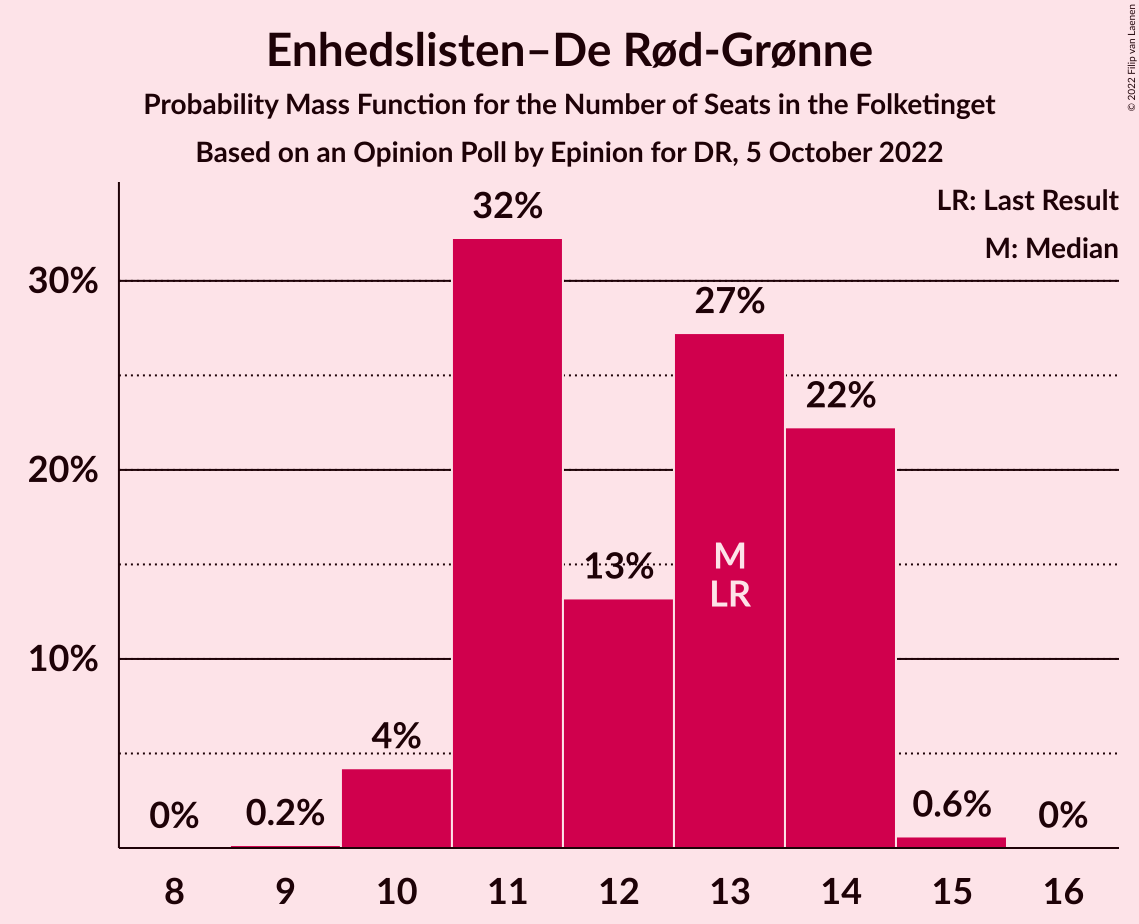 Enhedslisten–De Rød-Grønne
Probability Mass Function for the Number of Seats in the Folketinget
Based on an Opinion Poll by Epinion for DR, 5 October 2022
© 2022 Filip van Laenen
LR: Last Result
M: Median
32%
30%
27%
22%
20%
13%
M
LR
10%
4%
0%
0.2%
0.6%
0%
8 9 10 11 12 13 14 15 16